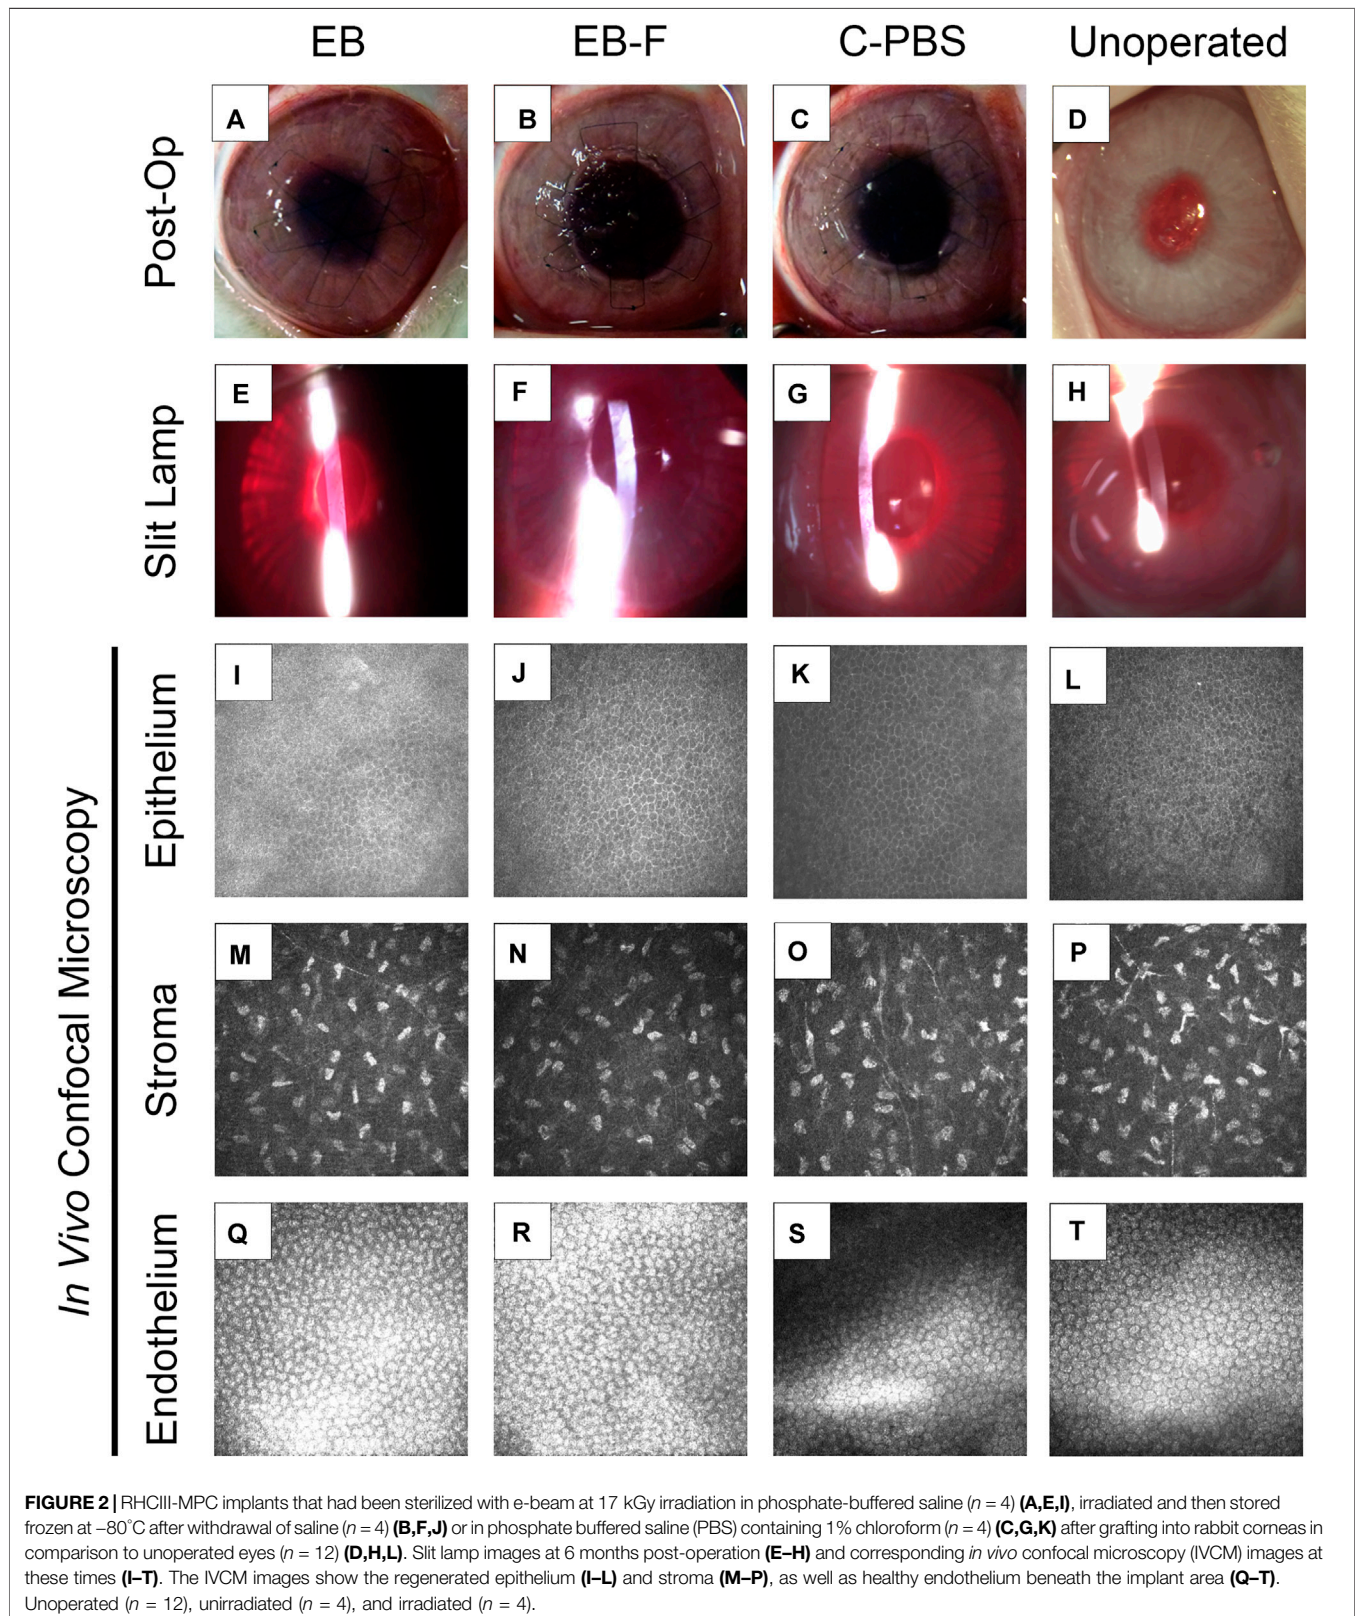 EB EB-F C-PBS Unoperated
Post-Op
A B C D
Slit Lamp
E F G H
In Vivo Confocal Microscopy
Epithelium
I J K L
Stroma
M N O P
Endothelium
Q R S T
FIGURE 2 | RHCIII-MPC implants that had been sterilized with e-beam at 17 kGy irradiation in phosphate-buffered saline (n = 4) (A,E,I), irradiated and then stored
frozen at −80°C after withdrawal of saline (n = 4) (B,F,J) or in phosphate buffered saline (PBS) containing 1% chloroform (n = 4) (C,G,K) after grafting into rabbit corneas in
comparison to unoperated eyes (n = 12) (D,H,L). Slit lamp images at 6 months post-operation (E–H) and corresponding in vivo confocal microscopy (IVCM) images at
these times (I–T). The IVCM images show the regenerated epithelium (I–L) and stroma (M–P), as well as healthy endothelium beneath the implant area (Q–T).
Unoperated (n = 12), unirradiated (n = 4), and irradiated (n = 4).